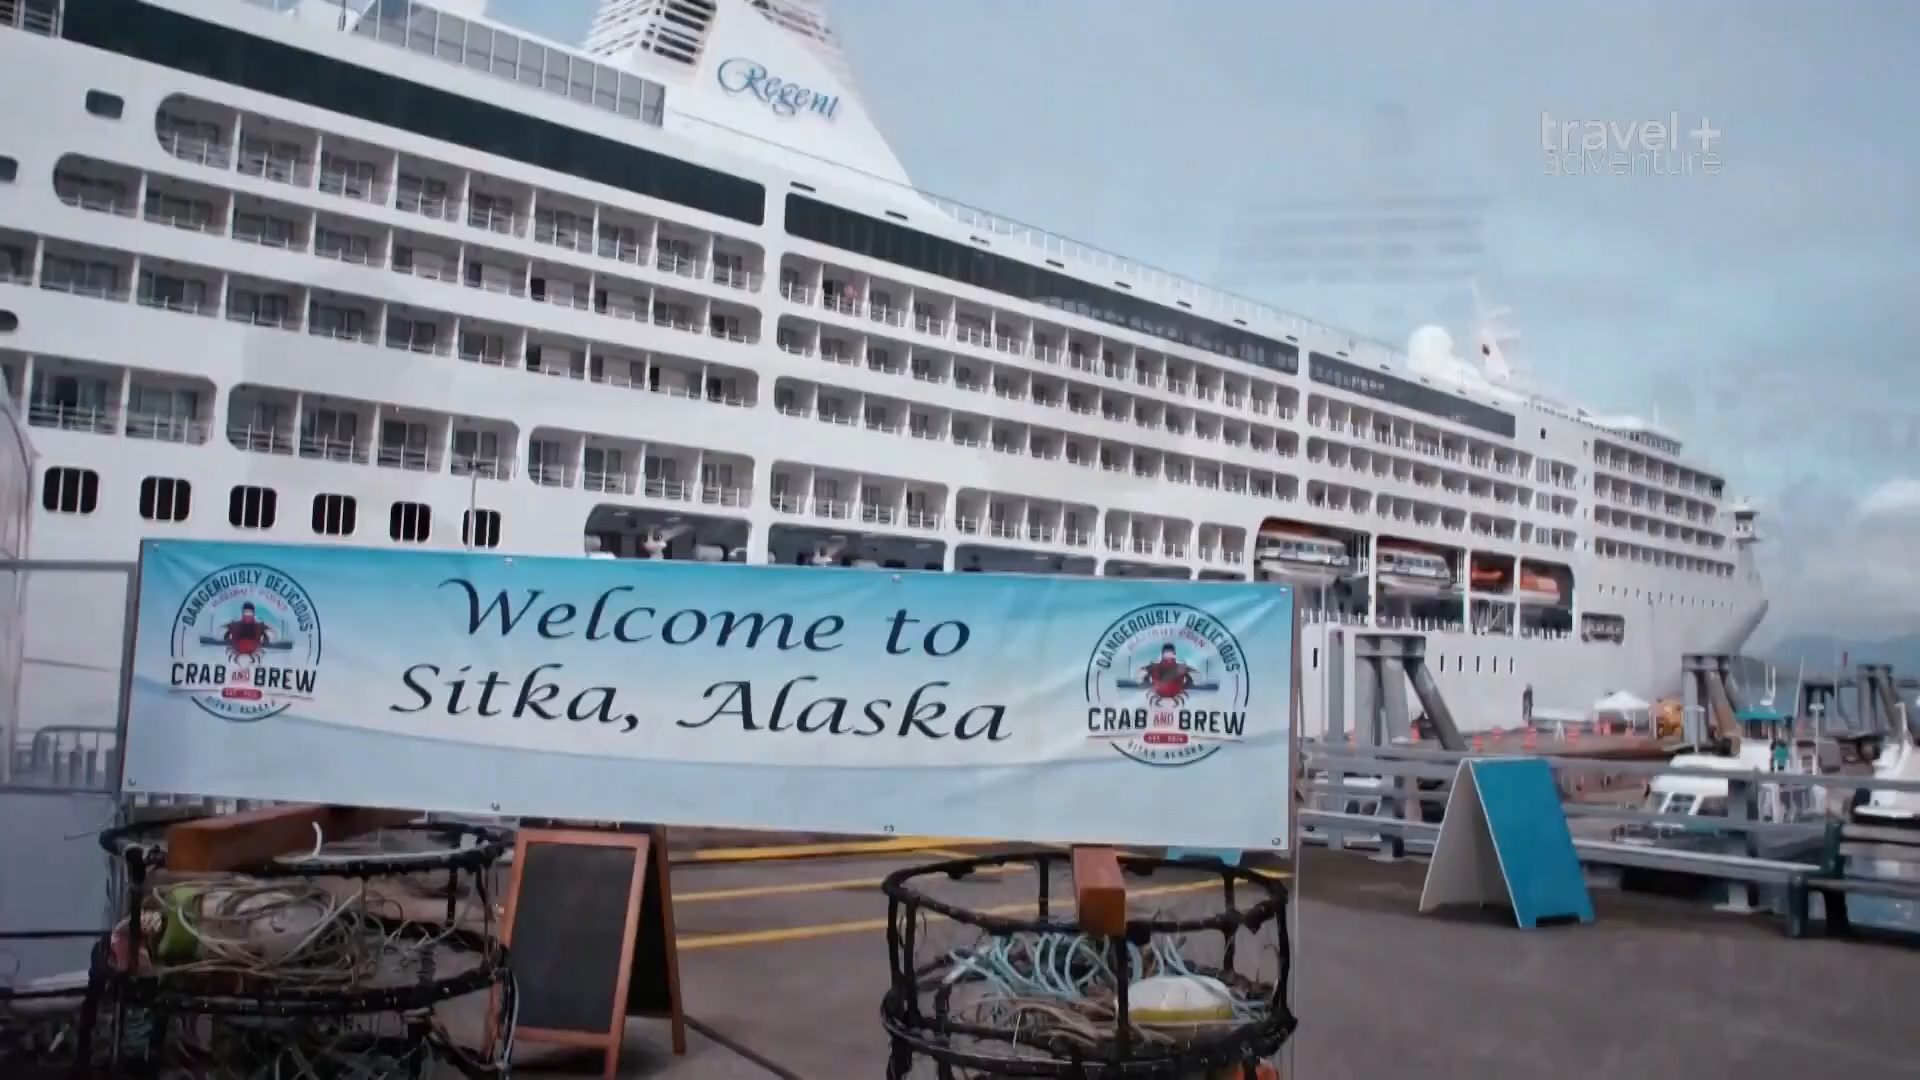 Regent
travel+
adventure
DANGEROUSLY DELICIOUS
CRAB AND BREW
SITKA ALASKA
Welcome to
Sitka, Alaska
DANGEROUSLY DELICIOUS
CRAB AND BREW
SITKA ALASKA